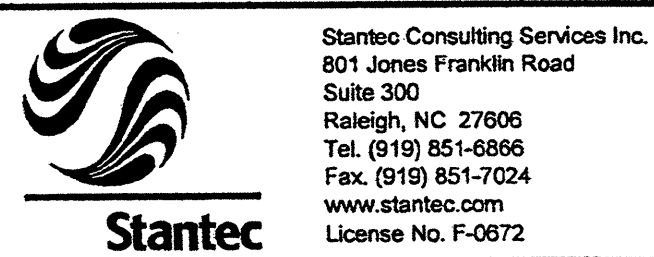 Stantec Consulting Services Inc.
801 Jones Franklin Road
Suite 300
Raleigh, NC 27606
Tel. (919) 851-6866
Fax. (919) 851-7024
www.stantec.com
License No. F-0672
Stantec